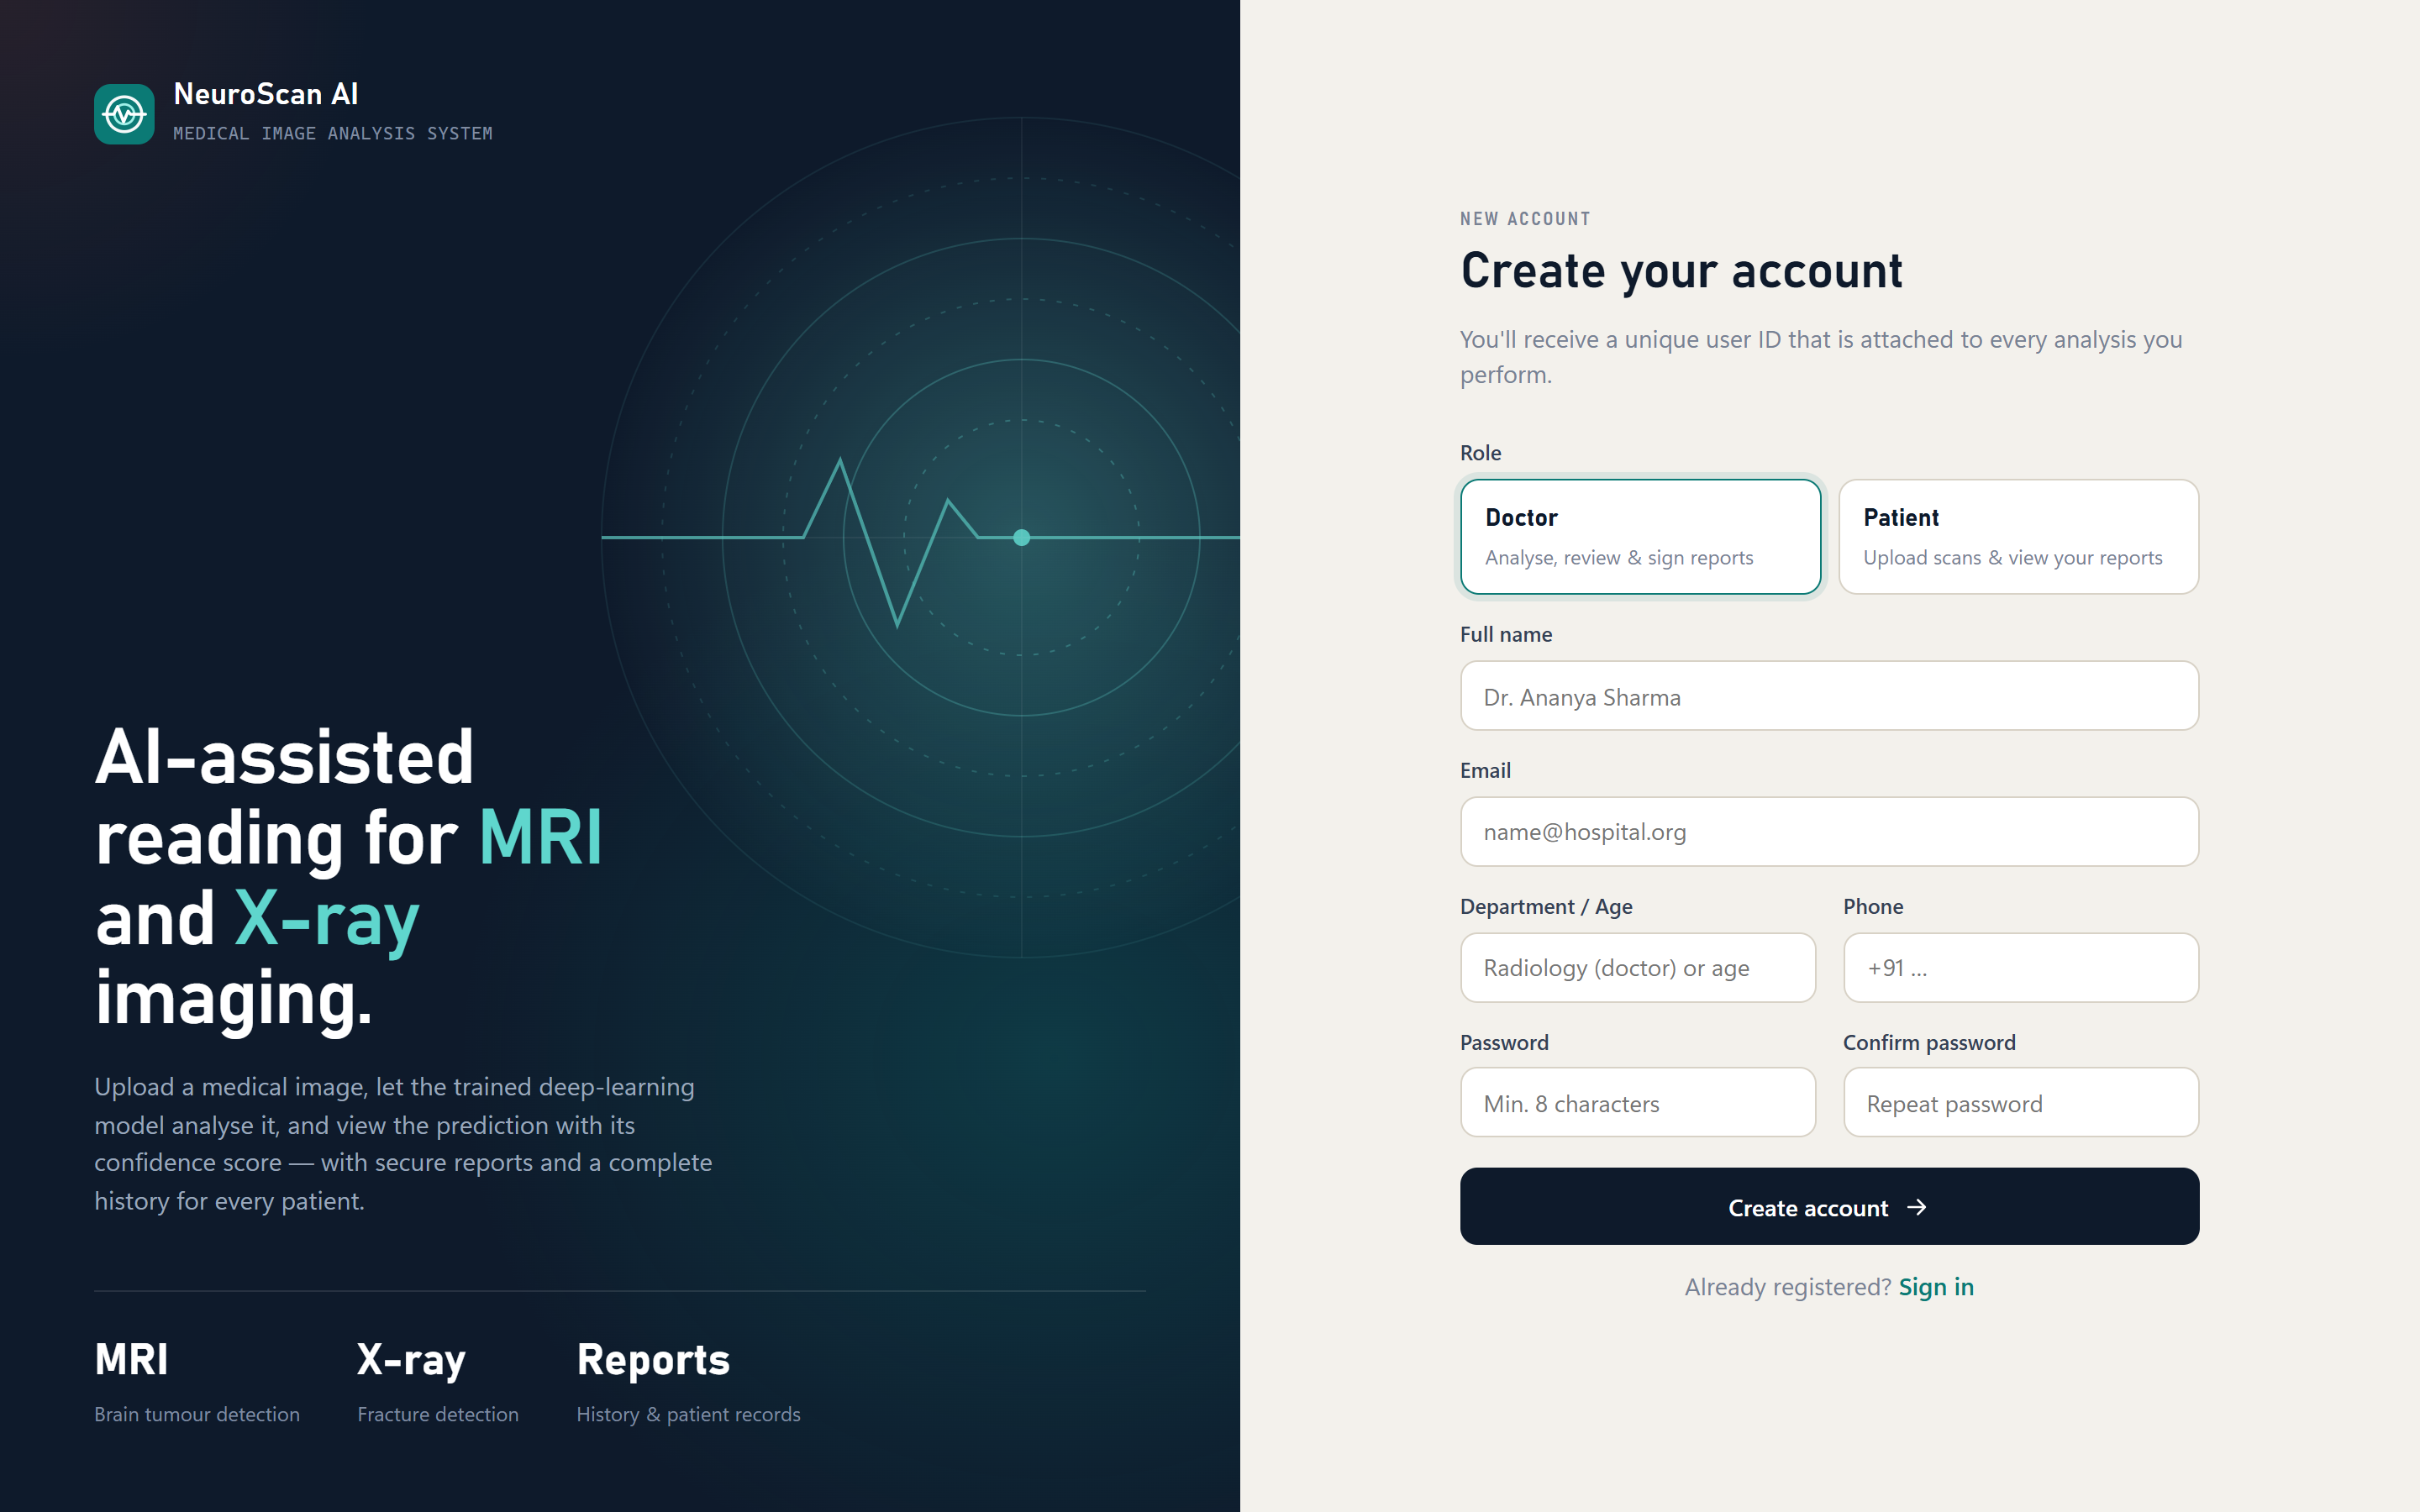 NeuroScan AI
MEDICAL IMAGE ANALYSIS SYSTEM
AI-assisted
reading for MRI
and X-ray
imaging.
Upload a medical image, let the trained deep-learning
model analyse it, and view the prediction with its
confidence score — with secure reports and a complete
history for every patient.
MRI
Brain tumour detection
X-ray
Fracture detection
Reports
History & patient records
NEW ACCOUNT
Create your account
You'll receive a unique user ID that is attached to every analysis you
perform.
Role
Doctor
Analyse, review & sign reports
Patient
Upload scans & view your reports
Full name
Dr. Ananya Sharma
Email
name@hospital.org
Department / Age
Radiology (doctor) or age
Phone
+91 ...
Password
Min. 8 characters
Confirm password
Repeat password
Create account →
Already registered? Sign in